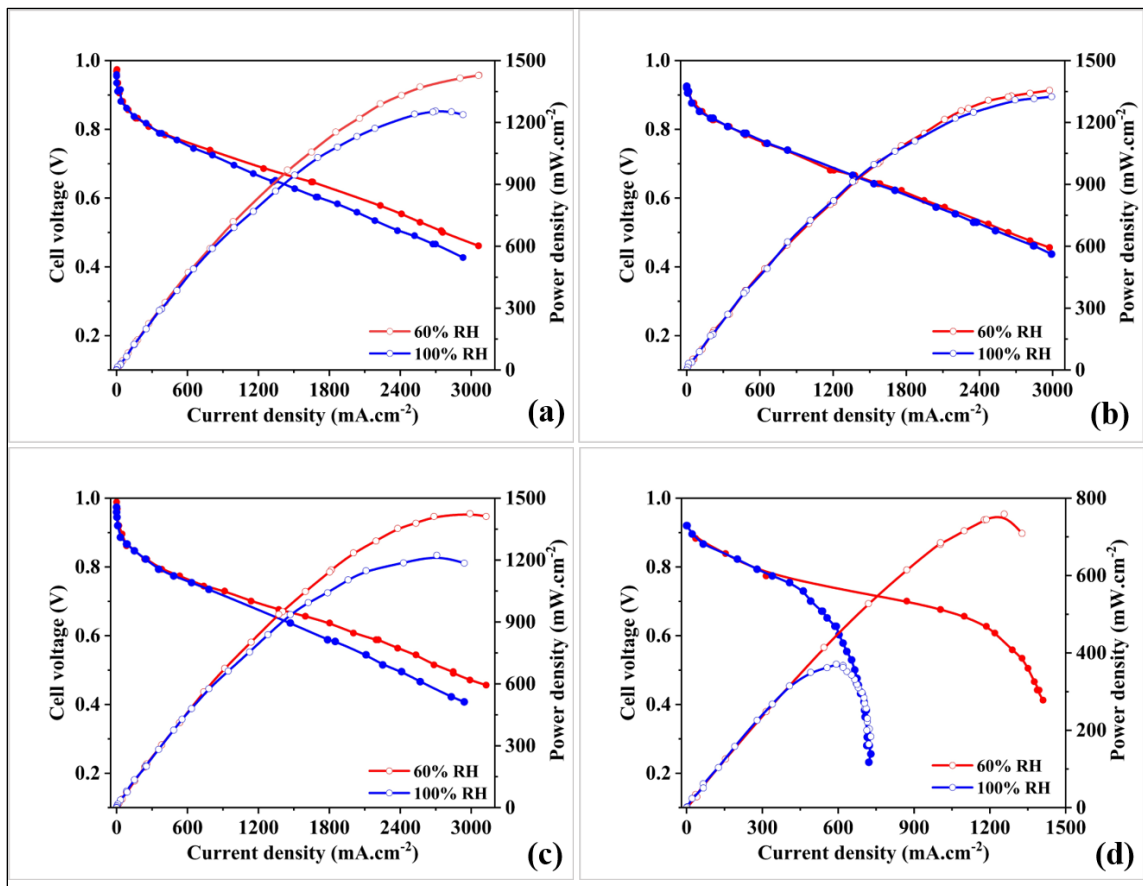 1.0
0.8
0.6
0.4
0.2
Cell voltage (V)
1500
1200
900
600
300
0
Power density (mW.cm⁻²)
0 600 1200 1800 2400 3000
Current density (mA.cm⁻²)
60% RH
100% RH
(a)
1.0
0.8
0.6
0.4
0.2
Cell voltage (V)
1500
1200
900
600
300
0
Power density (mW.cm⁻²)
0 600 1200 1800 2400 3000
Current density (mA.cm⁻²)
60% RH
100% RH
(b)
1.0
0.8
0.6
0.4
0.2
Cell voltage (V)
1500
1200
900
600
300
0
Power density (mW.cm⁻²)
0 600 1200 1800 2400 3000
Current density (mA.cm⁻²)
60% RH
100% RH
(c)
1.0
0.8
0.6
0.4
0.2
Cell voltage (V)
800
600
400
200
0
Power density (mW.cm⁻²)
0 300 600 900 1200 1500
Current density (mA.cm⁻²)
60% RH
100% RH
(d)